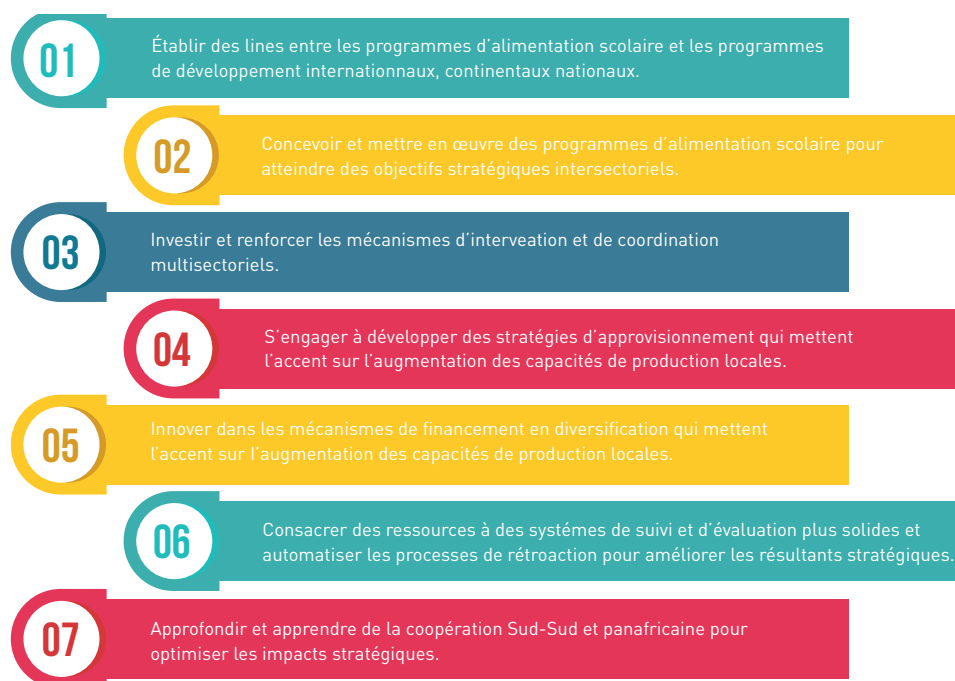 01
Établir des lines entre les programmes d'alimentation scolaire et les programmes
de développement internationnaux, continentaux nationaux.
02
Concevoir et mettre en œuvre des programmes d'alimentation scolaire pour
atteindre des objectifs stratégiques intersectoriels.
03
Investir et renforcer les mécanismes d'interveation et de coordination
multisectoriels.
04
S'engager à développer des stratégies d'approvisionnement qui mettent
l'accent sur l'augmentation des capacités de production locales.
05
Innover dans les mécanismes de financement en diversification qui mettent
l'accent sur l'augmentation des capacités de production locales.
06
Consacrer des ressources à des systémes de suivi et d'évaluation plus solides et
automatiser les processus de rétroaction pour améliorer les résultants stratégiques.
07
Approfondir et apprendre de la coopération Sud-Sud et panafricaine pour
optimiser les impacts stratégiques.